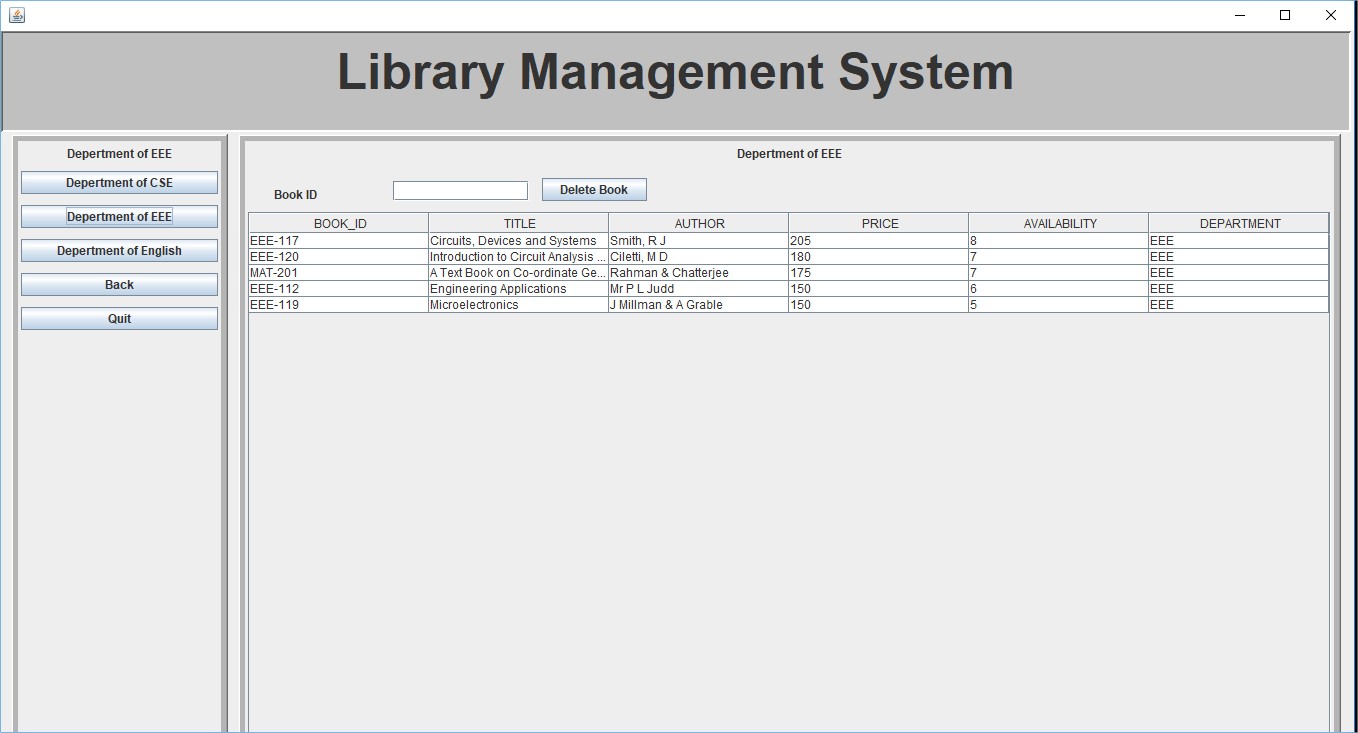 Library Management System
Depertment of EEE
Department of CSE
Department of EEE
Department of English
Back
Quit
Depertment of EEE
Book ID
Delete Book
BOOK_ID TITLE AUTHOR PRICE AVAILABILITY DEPARTMENT
EEE-117 Circuits, Devices and Systems Smith, R J 205 8 EEE
EEE-120 Introduction to Circuit Analysis ... Ciletti, M D 180 7 EEE
MAT-201 A Text Book on Co-ordinate Ge... Rahman & Chatterjee 175 7 EEE
EEE-112 Engineering Applications Mr P L Judd 150 6 EEE
EEE-119 Microelectronics J Millman & A Grable 150 5 EEE